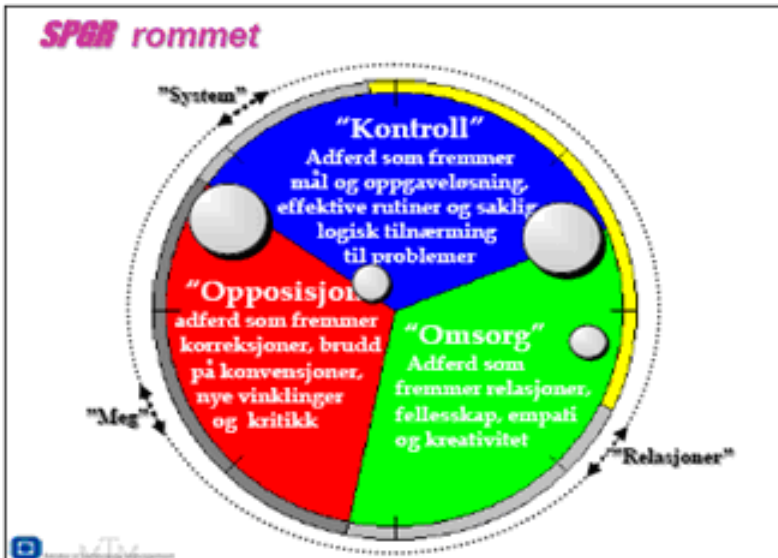 SPGR rommet
"System"
"Kontroll"
Adferd som fremmer
mål og oppgaveløsning,
effektive rutiner og saklig
logisk tilnærming
til problemer
"Opposisjon
adferd som fremmer
korreksjoner, brudd
på konvensjoner,
nye vinklinger
og kritikk
"Omsorg"
Adferd som
fremmer relasjoner,
fellesskap, empati
og kreativitet
"Meg"
"Relasjoner"
MTM